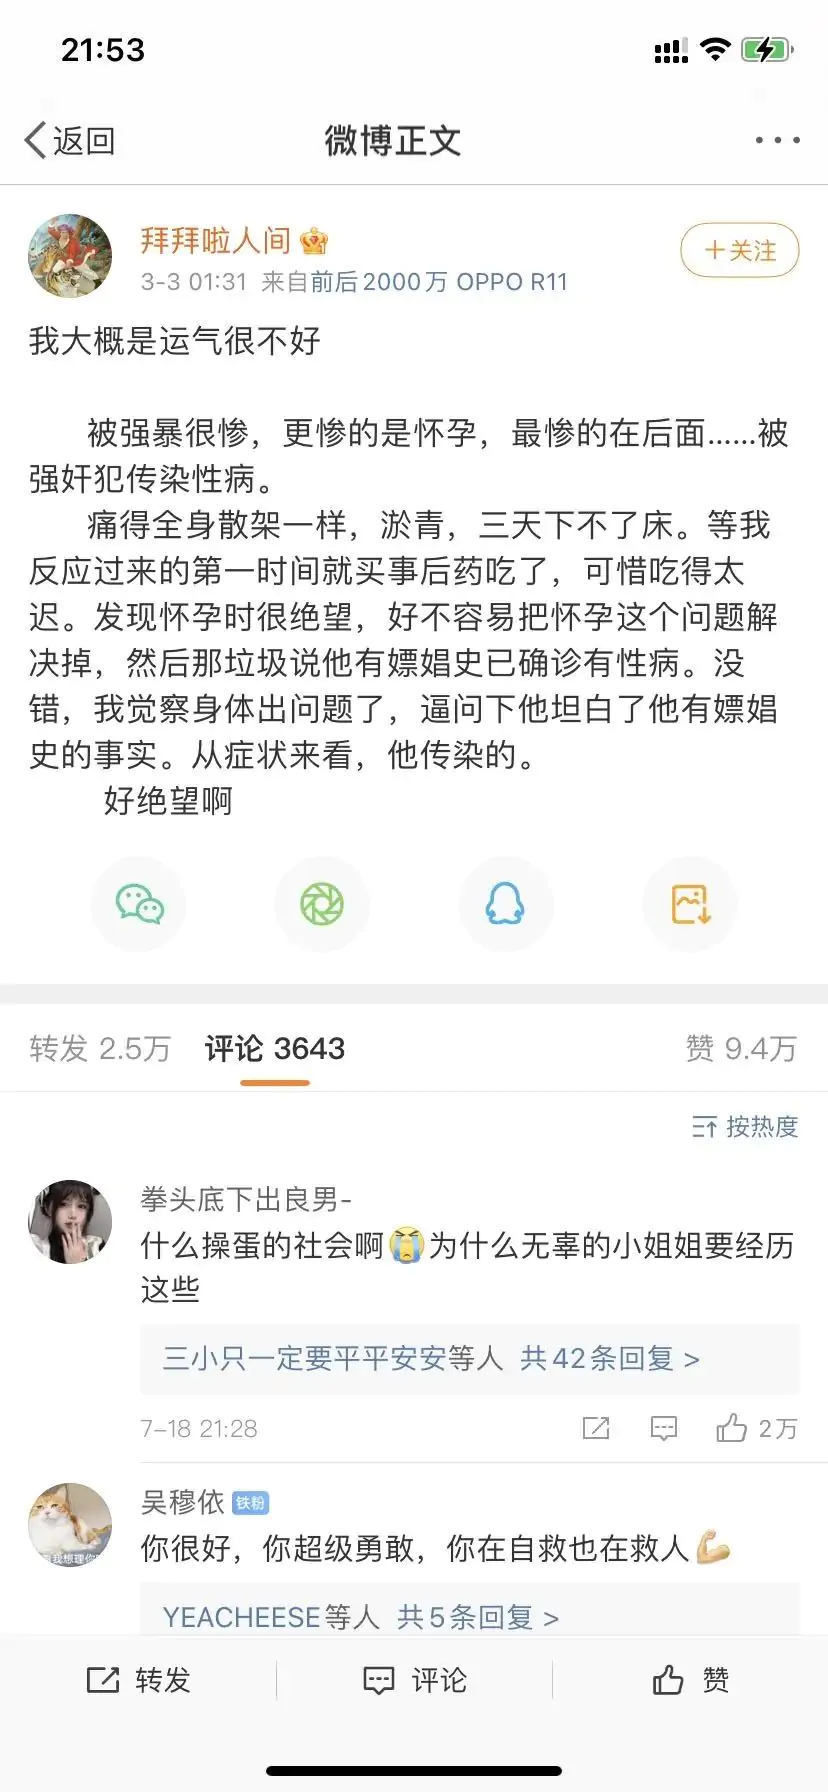 21:53
返回
微博正文
拜拜啦人间
3-3 01:31 来自前后2000万 OPPO R11
+关注
我大概是运气很不好
被强暴很惨，更惨的是怀孕，最惨的在后面……被
强奸犯传染性病。
痛得全身散架一样，淤青，三天下不了床。等我
反应过来的第一时间就买事后药吃了，可惜吃得太
迟。发现怀孕时很绝望，好不容易把怀孕这个问题解
决掉，然后那垃圾说他有嫖娼史已确诊有性病。没
错，我觉察身体出问题了，逼问下他坦白了他有嫖娼
史的事实。从症状来看，他传染的。
好绝望啊
转发 2.5万 评论 3643 赞 9.4万
按热度
拳头底下出良男-
什么操蛋的社会啊😭为什么无辜的小姐姐要经历
这些
三小只一定要平平安安等人 共42条回复 >
7-18 21:28
2万
吴穆依 铁粉
你很好，你超级勇敢，你在自救也在救人💪
我想理你
YEACHEESE等人 共5条回复 >
转发 评论 赞